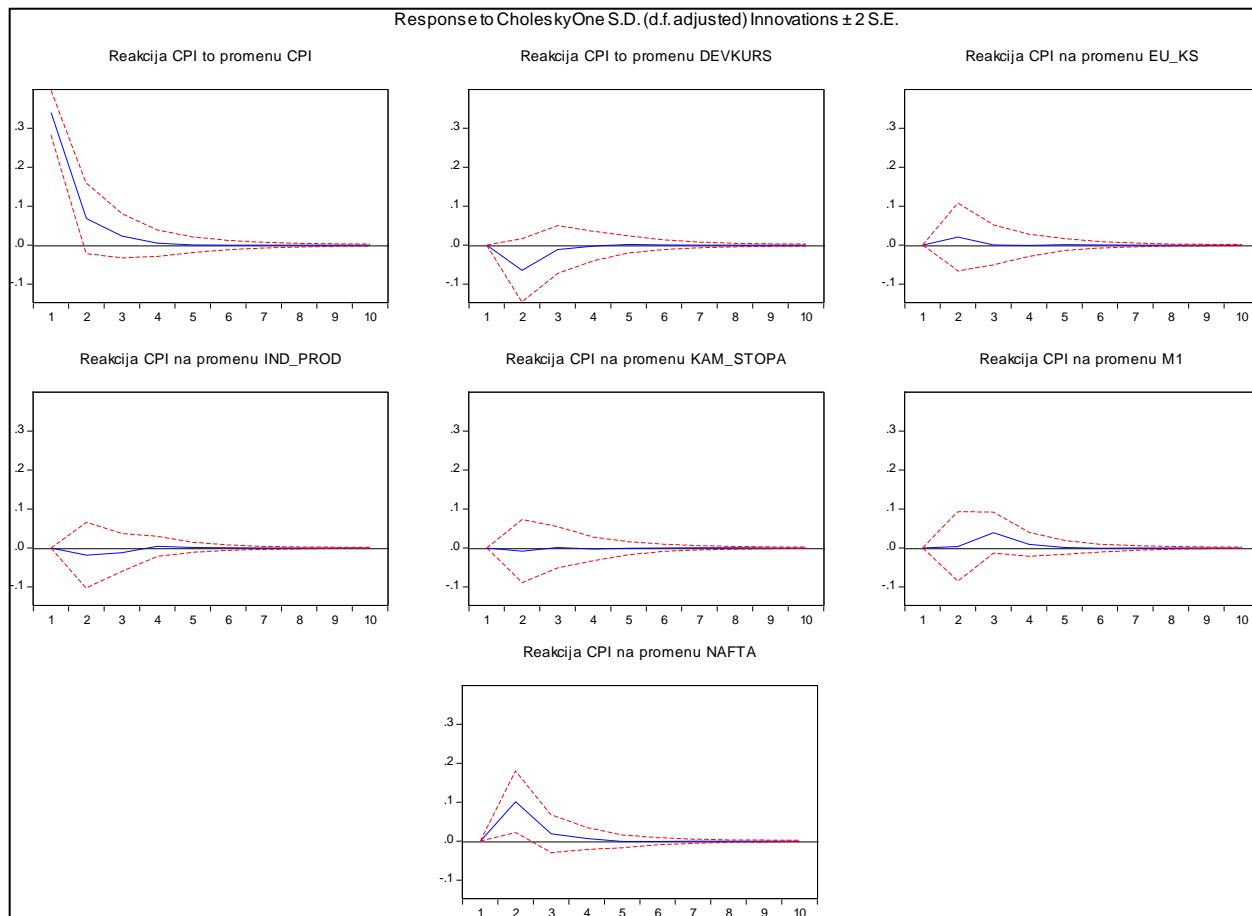 Response to Cholesky One S.D. (d.f. adjusted) Innovations ± 2 S.E.
Reakcija CPI to promenu CPI
.3
.2
.1
.0
-.1
1 2 3 4 5 6 7 8 9 10
Reakcija CPI to promenu DEVKURS
.3
.2
.1
.0
-.1
1 2 3 4 5 6 7 8 9 10
Reakcija CPI na promenu EU_KS
.3
.2
.1
.0
-.1
1 2 3 4 5 6 7 8 9 10
Reakcija CPI na promenu IND_PROD
.3
.2
.1
.0
-.1
1 2 3 4 5 6 7 8 9 10
Reakcija CPI na promenu KAM_STOPA
.3
.2
.1
.0
-.1
1 2 3 4 5 6 7 8 9 10
Reakcija CPI na promenu M1
.3
.2
.1
.0
-.1
1 2 3 4 5 6 7 8 9 10
Reakcija CPI na promenu NAFTA
.3
.2
.1
.0
-.1
1 2 3 4 5 6 7 8 9 10